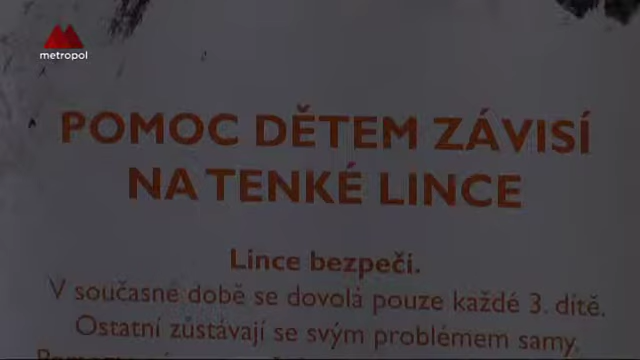 metropol
POMOC DĚTEM ZÁVISÍ
NA TENKÉ LINCE
Lince bezpečí.
V současné době se dovolá pouze každé 3. dítě.
Ostatní zůstávají se svým problémem samy.